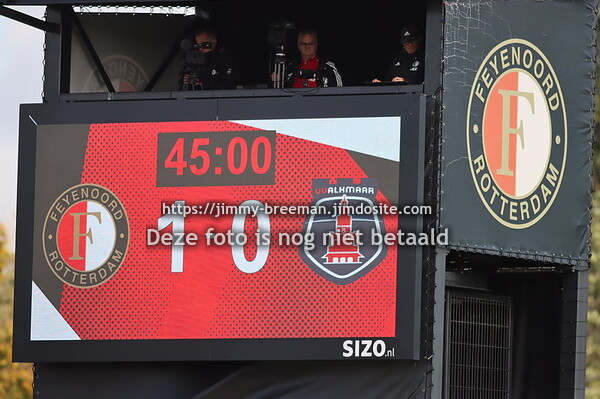 FEYENOORD
F
ROTTERDAM
45:00
VV ALKMAAR
https://jimmy-breeman.jimdosite.com
Deze foto is nog niet betaald
FEYENOORD
F
ROTTERDAM
1 0
SIZO.nl